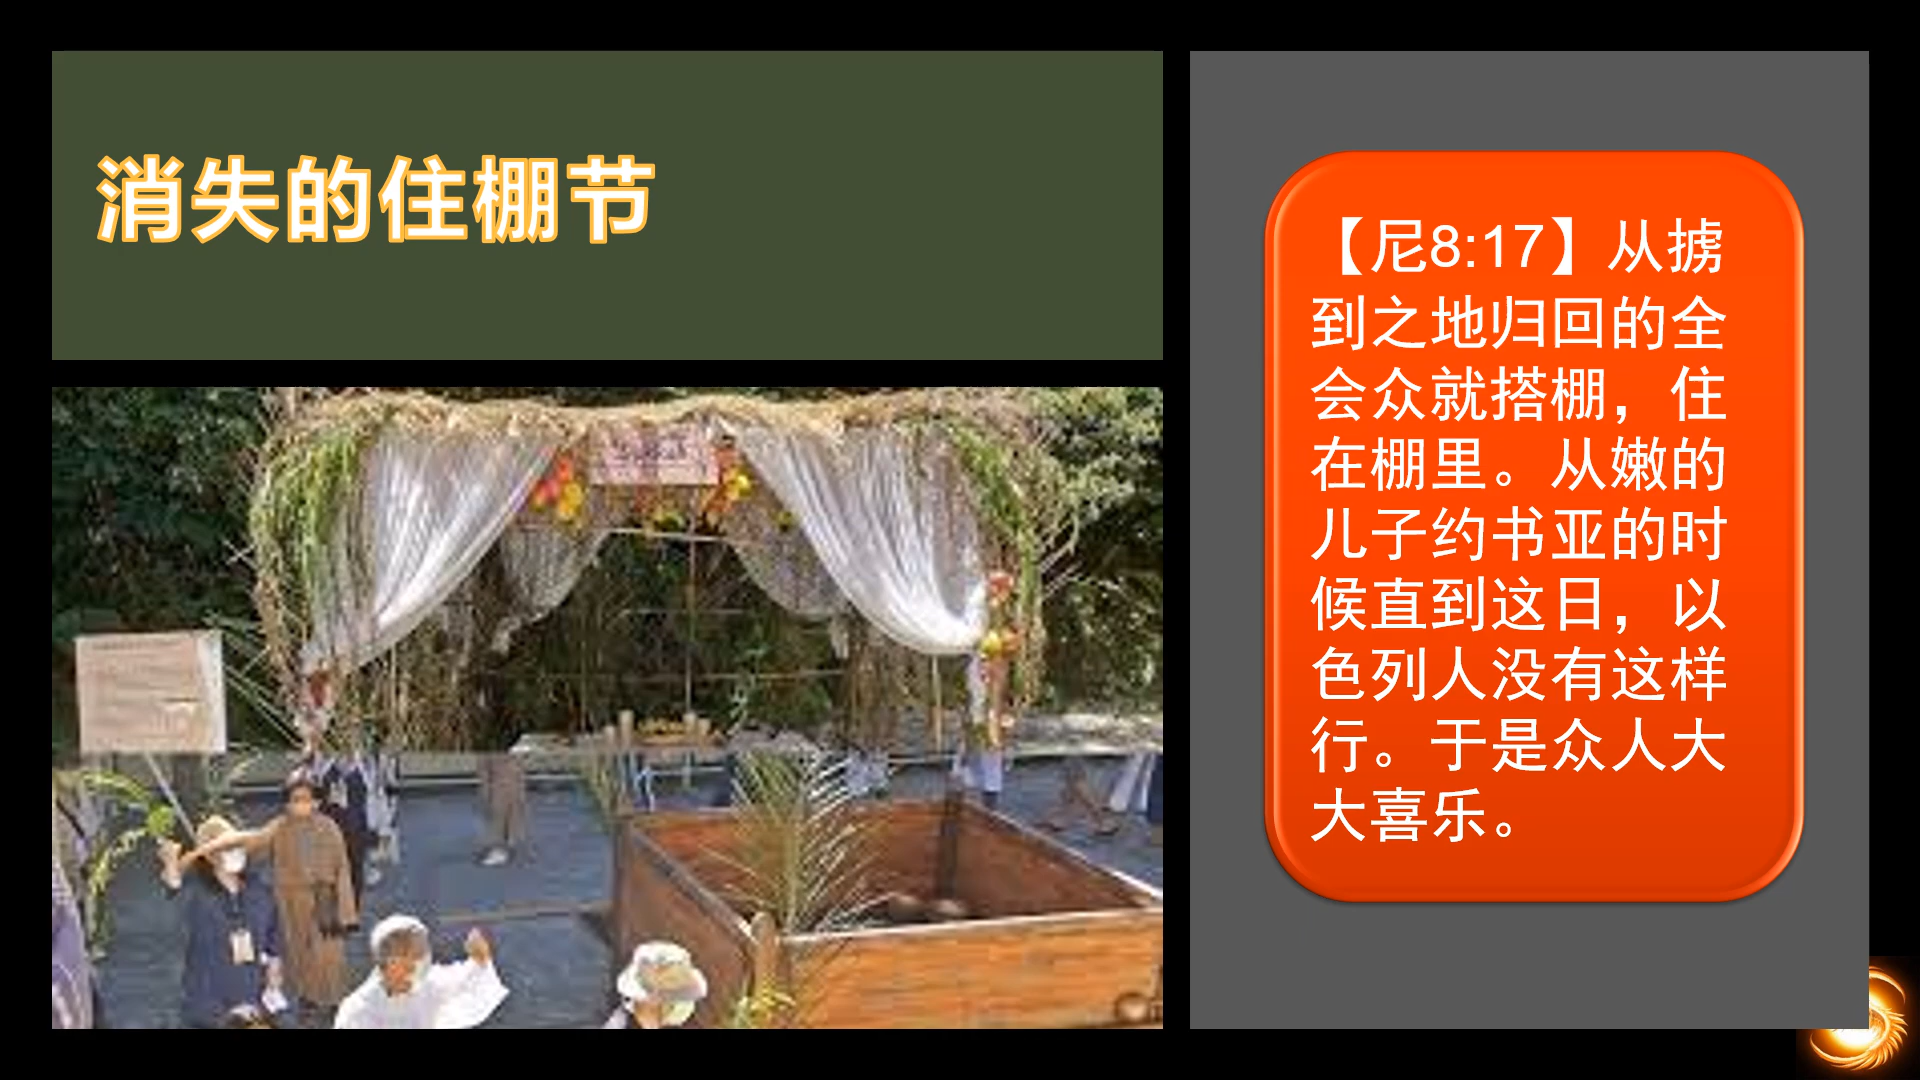 消失的住棚节
【尼8:17】从掳
到之地归回的全
会众就搭棚，住
在棚里。从嫩的
儿子约书亚的时
候直到这日，以
色列人没有这样
行。于是众人大
大喜乐。